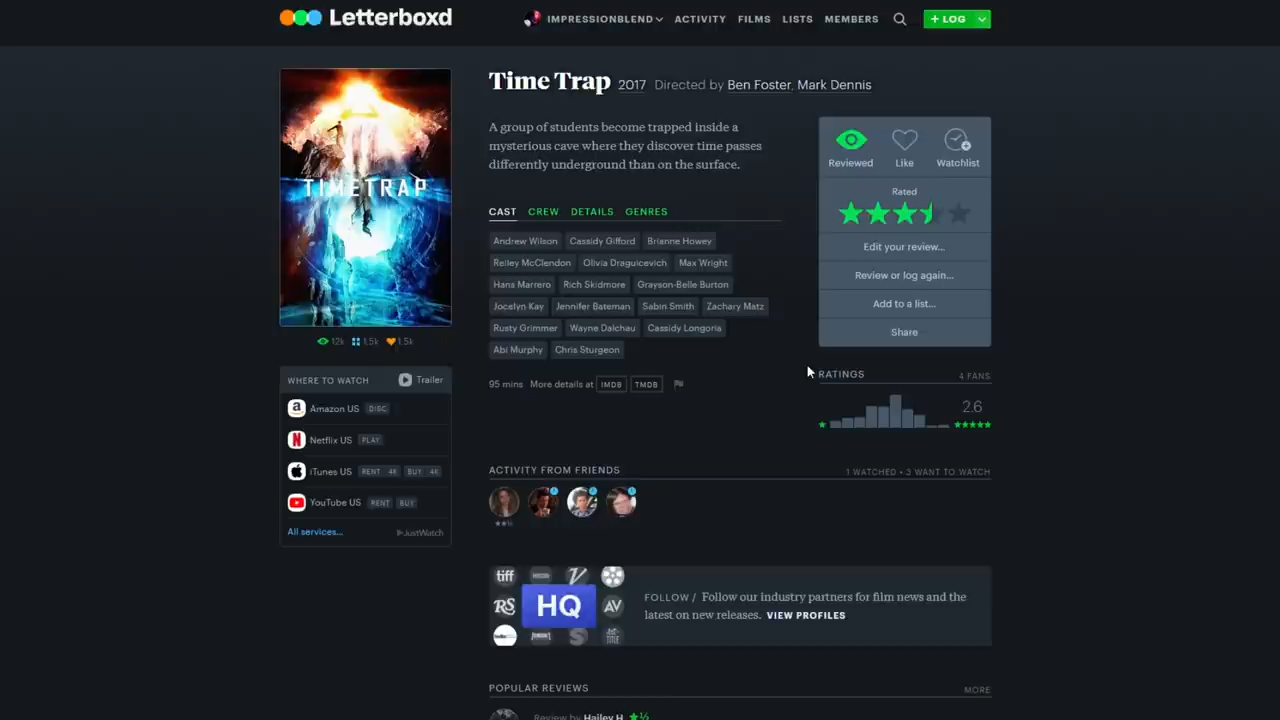 Letterboxd
IMPRESSIONBLEND ACTIVITY FILMS LISTS MEMBERS + LOG
Time Trap 2017 Directed by Ben Foster, Mark Dennis
TIMETRAP
A group of students become trapped inside a
mysterious cave where they discover time passes
differently underground than on the surface.
Reviewed Like Watchlist
Rated
Edit your review...
Review or log again...
Add to a list...
Share
CAST CREW DETAILS GENRES
Andrew Wilson Cassidy Gifford Brianne Howey
Reiley McClendon Olivia Draguicevich Max Wright
Hans Marrero Rich Skidmore Grayson-Belle Burton
Jocelyn Kay Jennifer Bateman Sabin Smith Zachary Matz
Rusty Grimmer Wayne Dalchau Cassidy Longoria
Abi Murphy Chris Sturgeon
95 mins More details at IMDB TMDB
12k 1.5k 1.5k
WHERE TO WATCH Trailer
Amazon US DISC
Netflix US PLAY
iTunes US RENT 4K BUY 4K
YouTube US RENT BUY
All services... JustWatch
RATINGS 4 FANS
2.6
ACTIVITY FROM FRIENDS 1 WATCHED • 3 WANT TO WATCH
tiff
RS HQ AV
FOLLOW / Follow our industry partners for film news and the
latest on new releases. VIEW PROFILES
POPULAR REVIEWS MORE
Review by Hailey H ★½